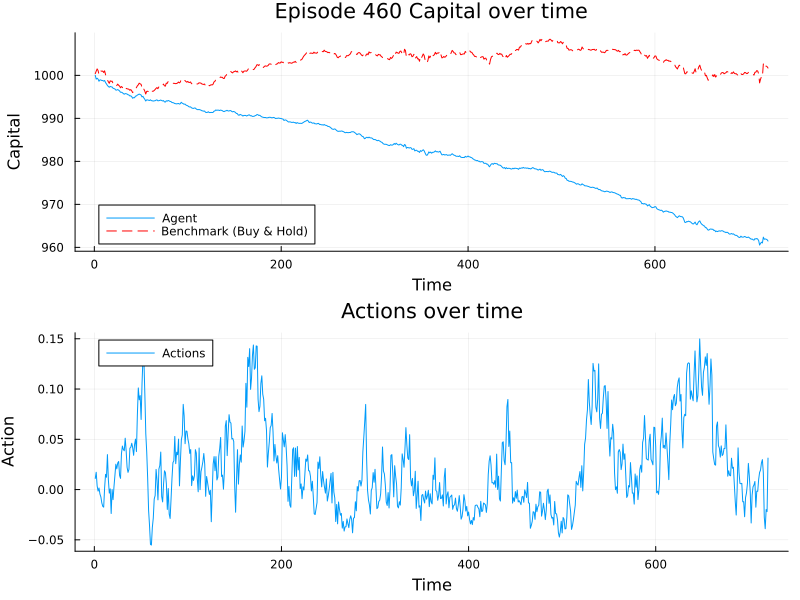 Episode 460 Capital over time
Capital
1000
990
980
970
960
Agent
Benchmark (Buy & Hold)
0
200
400
600
Time
Actions over time
Action
0.15
0.10
0.05
0.00
−0.05
Actions
0
200
400
600
Time